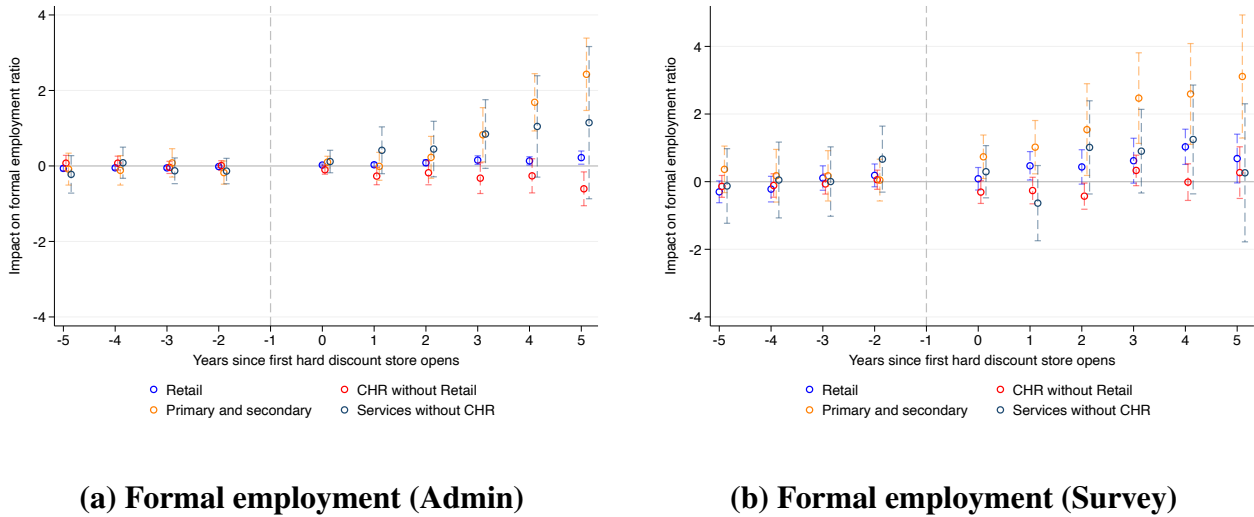 Impact on formal employment ratio
4
2
0
-2
-4
-5 -4 -3 -2 -1 0 1 2 3 4 5
Years since first hard discount store opens
Retail CHR without Retail
Primary and secondary Services without CHR
(a) Formal employment (Admin)
Impact on formal employment ratio
4
2
0
-2
-4
-5 -4 -3 -2 -1 0 1 2 3 4 5
Years since first hard discount store opens
Retail CHR without Retail
Primary and secondary Services without CHR
(b) Formal employment (Survey)